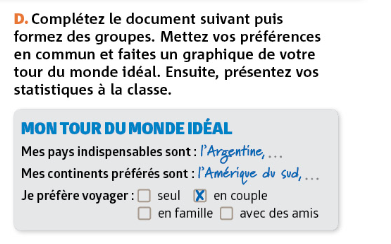 D. Complétez le document suivant puis
formez des groupes. Mettez vos préférences
en commun et faites un graphique de votre
tour du monde idéal. Ensuite, présentez vos
statistiques à la classe.
MON TOUR DU MONDE IDÉAL
Mes pays indispensables sont : l'Argentine, ...
Mes continents préférés sont : l'Amérique du sud, ...
Je préfère voyager : ☐ seul ☒ en couple
☐ en famille ☐ avec des amis